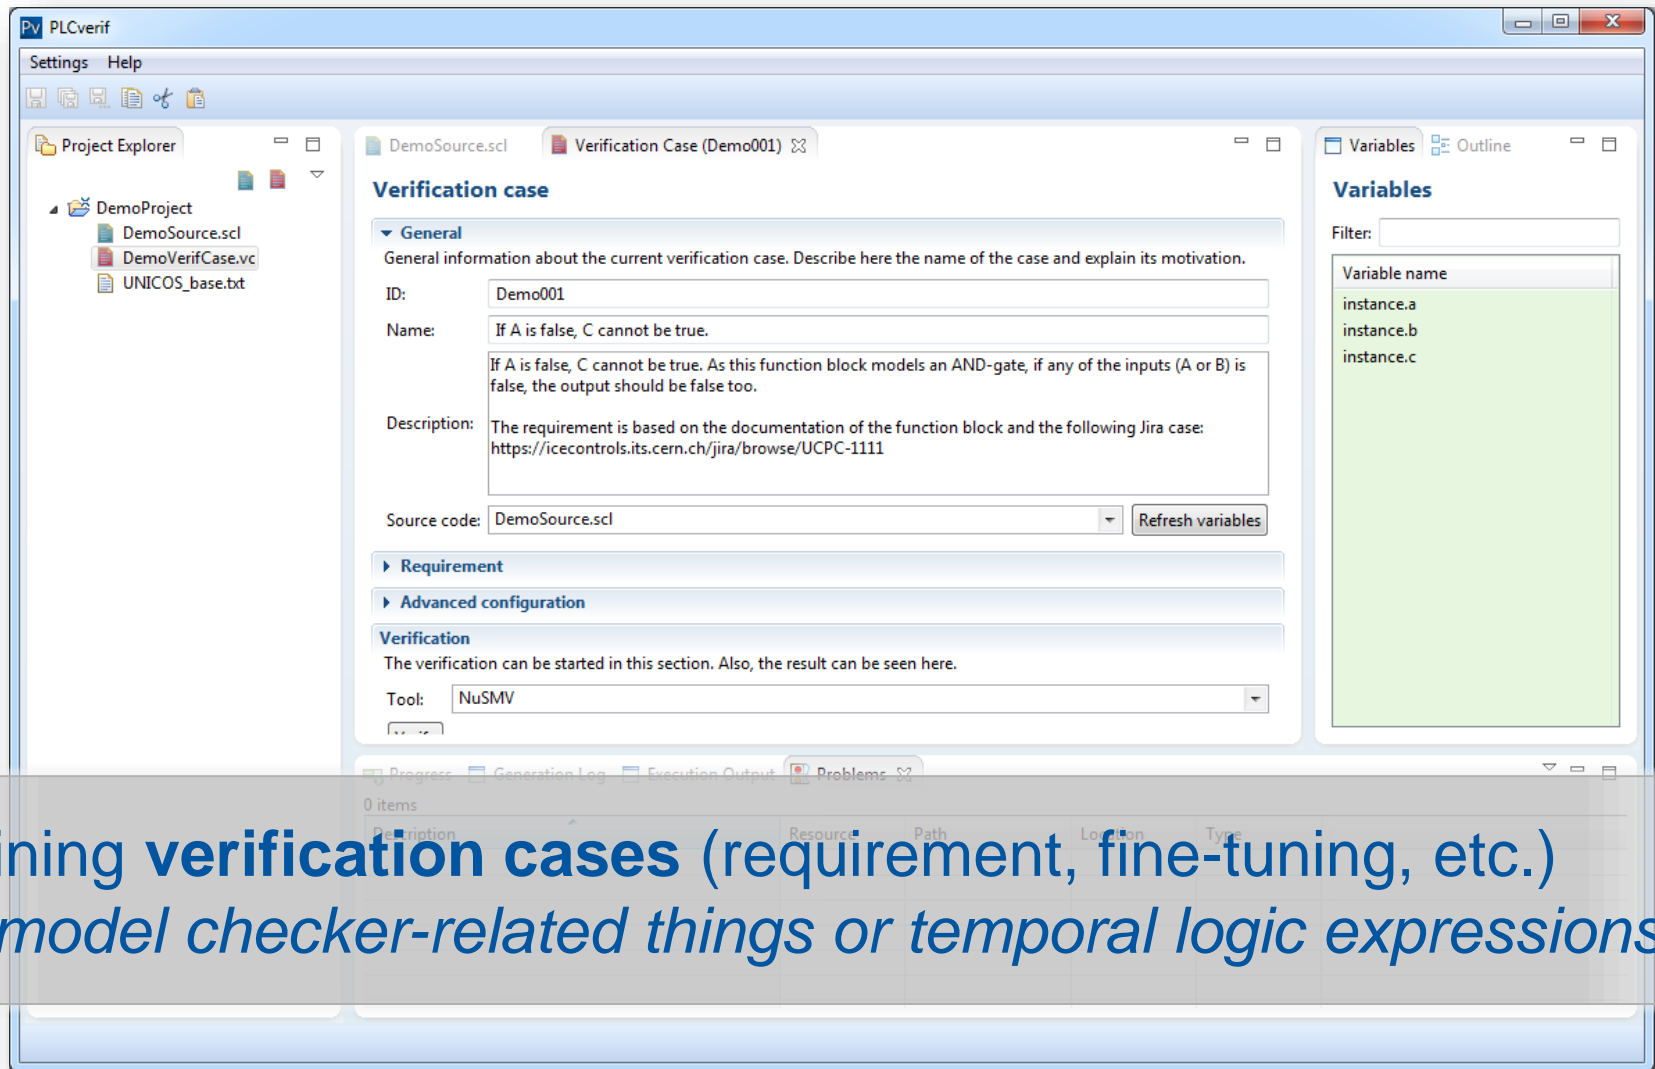 Pv PLCverif
Settings Help
Project Explorer
DemoProject
DemoSource.scl
DemoVerifCase.vc
UNICOS_base.txt
DemoSource.scl
Verification Case (Demo001)
Verification case
General
General information about the current verification case. Describe here the name of the case and explain its motivation.
ID: Demo001
Name: If A is false, C cannot be true.
If A is false, C cannot be true. As this function block models an AND-gate, if any of the inputs (A or B) is
false, the output should be false too.
Description: The requirement is based on the documentation of the function block and the following Jira case:
https://icecontrols.its.cern.ch/jira/browse/UCPC-1111
Source code: DemoSource.scl Refresh variables
Requirement
Advanced configuration
Verification
The verification can be started in this section. Also, the result can be seen here.
Tool: NuSMV
Variables Outline
Variables
Filter:
Variable name
instance.a
instance.b
instance.c
Progress Generation Log Execution Output Problems
0 items
Description Resource Path Location Type
ining verification cases (requirement, fine-tuning, etc.)
model checker-related things or temporal logic expressions